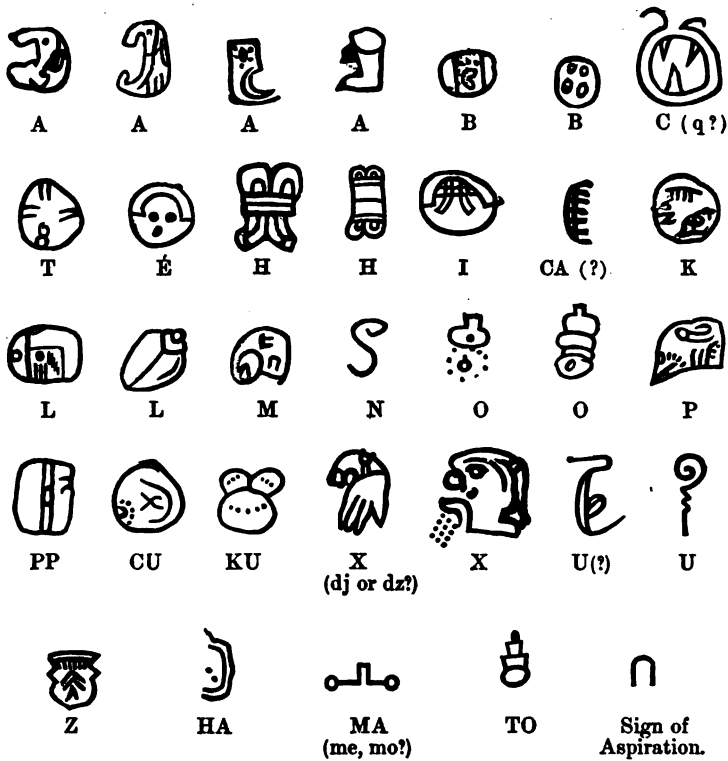 A A A A B B C (q?)
T É H H I CA (?) K
L L M N O O P
PP CU KU X X U(?) U
(dj or dz?)
Z HA MA TO Sign of
(me, mo?) Aspiration.